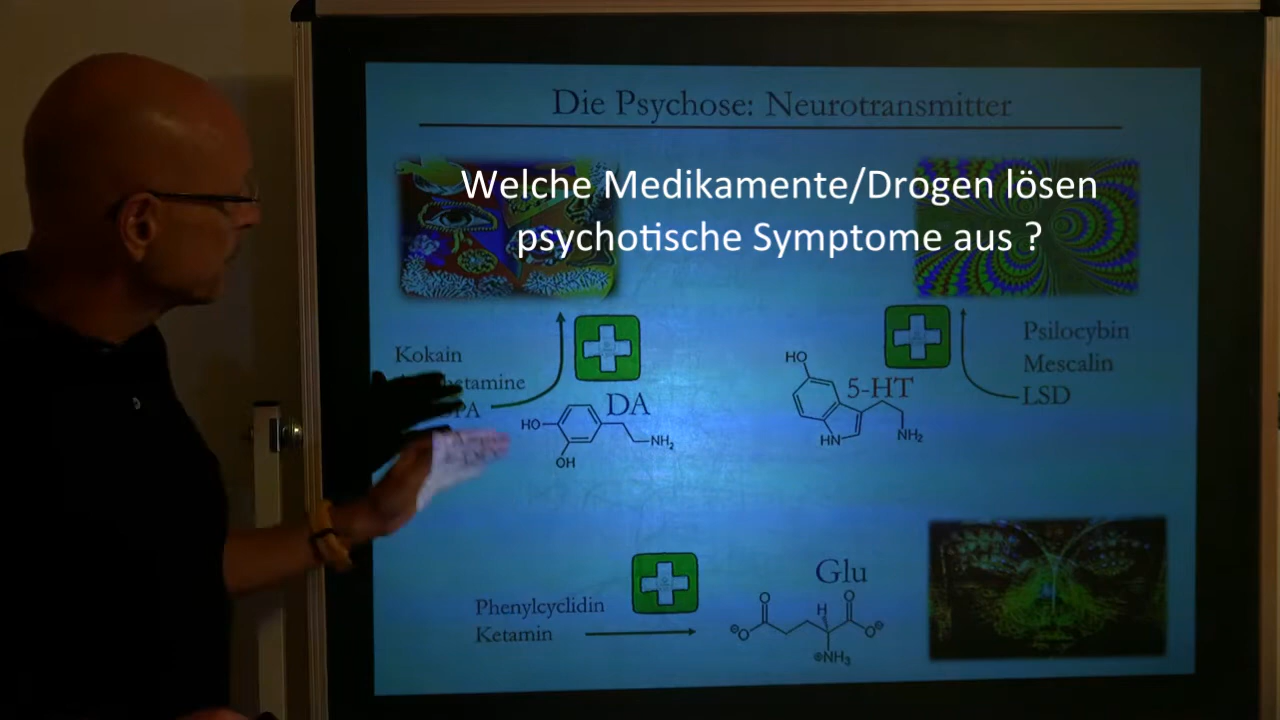 Die Psychose: Neurotransmitter
Welche Medikamente/Drogen lösen
psychotische Symptome aus ?
Kokain
HO
5-HT
HN
NH₂
Psilocybin
Mescalin
LSD
DA
HO
OH
NH₂
Phenylcyclidin
Ketamin
Glu
O
H
O
⊖O
O⊖
⊕NH₃